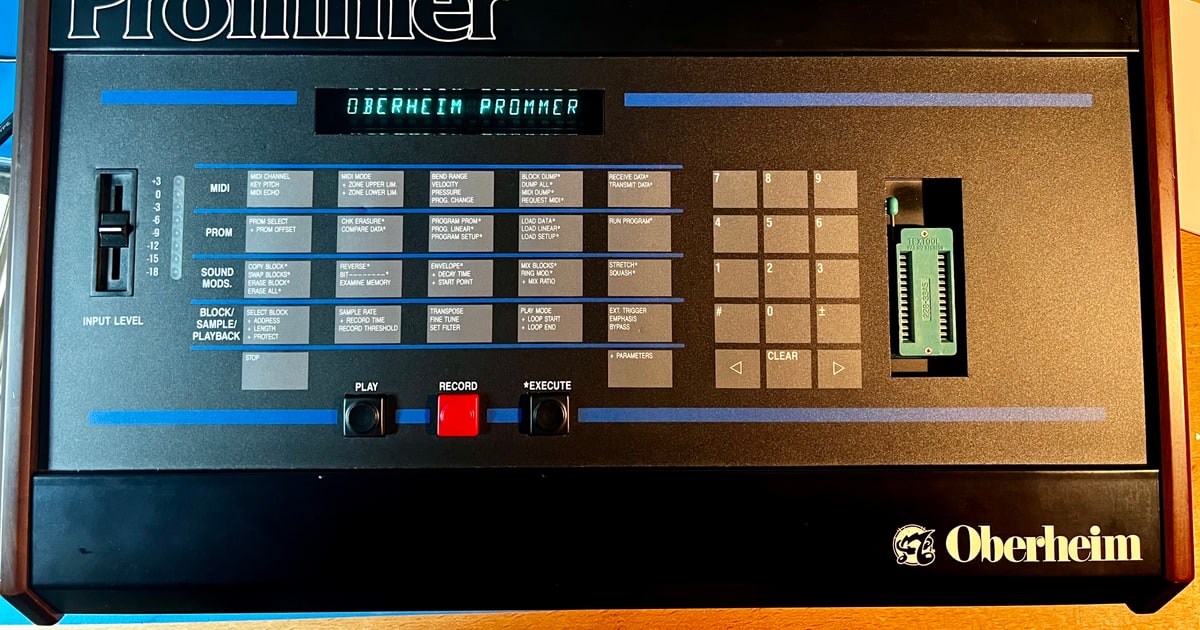 Prommer
OBERHEIM PROMMER
+3
0
-3
-6
-9
-12
-15
-18
INPUT LEVEL
MIDI
MIDI CHANNEL
KEY PITCH
MIDI ECHO
MIDI MODE
+ ZONE UPPER LIM.
+ ZONE LOWER LIM.
BEND RANGE
VELOCITY
PRESSURE
PROG. CHANGE
BLOCK DUMP*
DUMP ALL*
MIDI DUMP*
REQUEST MIDI*
RECEIVE DATA*
TRANSMIT DATA*
PROM
PROM SELECT
+ PROM OFFSET
CHK ERASURE*
COMPARE DATA*
PROGRAM PROM*
PROG. LINEAR*
PROGRAM SETUP*
LOAD DATA*
LOAD LINEAR*
LOAD SETUP*
RUN PROGRAM*
SOUND
MODS.
COPY BLOCK*
SWAP BLOCKS*
ERASE BLOCK*
ERASE ALL*
REVERSE*
BIT--------*
EXAMINE MEMORY
ENVELOPE*
+ DECAY TIME
+ START POINT
MIX BLOCKS*
RING MOD.*
+ MIX RATIO
STRETCH*
SQUASH*
BLOCK/
SAMPLE/
PLAYBACK
SELECT BLOCK
+ ADDRESS
+ LENGTH
+ PROTECT
SAMPLE RATE
+ RECORD TIME
RECORD THRESHOLD
TRANSPOSE
FINE TUNE
SET FILTER
PLAY MODE
+ LOOP START
+ LOOP END
EXT. TRIGGER
EMPHASIS
BYPASS
STOP
+ PARAMETERS
PLAY
RECORD
*EXECUTE
7
8
9
4
5
6
1
2
3
#
0
±
CLEAR
TEXTOOL
Oberheim